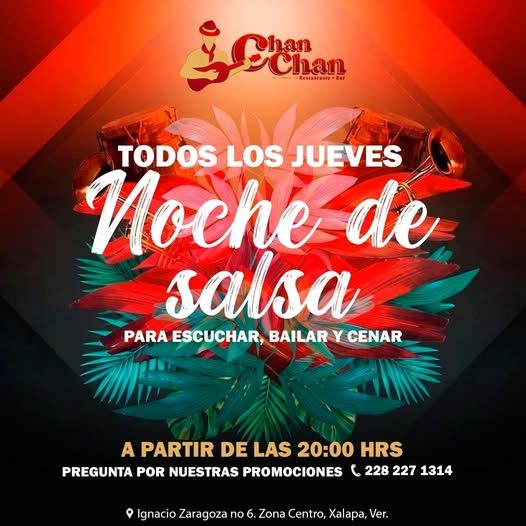 Chan
Chan
Restaurante • Bar
TODOS LOS JUEVES
Noche de
salsa
PARA ESCUCHAR, BAILAR Y CENAR
A PARTIR DE LAS 20:00 HRS
PREGUNTA POR NUESTRAS PROMOCIONES 228 227 1314
Ignacio Zaragoza no 6. Zona Centro, Xalapa, Ver.